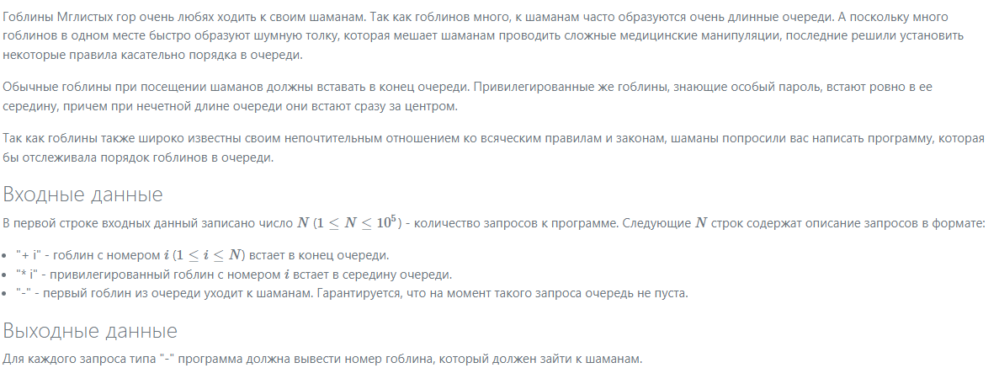 Гоблины Мглистых гор очень любях ходить к своим шаманам. Так как гоблинов много, к шаманам часто образуются очень длинные очереди. А поскольку много
гоблинов в одном месте быстро образуют шумную толку, которая мешает шаманам проводить сложные медицинские манипуляции, последние решили установить
некоторые правила касательно порядка в очереди.
Обычные гоблины при посещении шаманов должны вставать в конец очереди. Привилегированные же гоблины, знающие особый пароль, встают ровно в ее
середину, причем при нечетной длине очереди они встают сразу за центром.
Так как гоблины также широко известны своим непочтительным отношением ко всяческим правилам и законам, шаманы попросили вас написать программу, которая
бы отслеживала порядок гоблинов в очереди.
Входные данные
В первой строке входных данный записано число N (1 ≤ N ≤ 10⁵) - количество запросов к программе. Следующие N строк содержат описание запросов в формате:
• "+ i" - гоблин с номером i (1 ≤ i ≤ N) встает в конец очереди.
• "* i" - привилегированный гоблин с номером i встает в середину очереди.
• "-" - первый гоблин из очереди уходит к шаманам. Гарантируется, что на момент такого запроса очередь не пуста.
Выходные данные
Для каждого запроса типа "-" программа должна вывести номер гоблина, который должен зайти к шаманам.